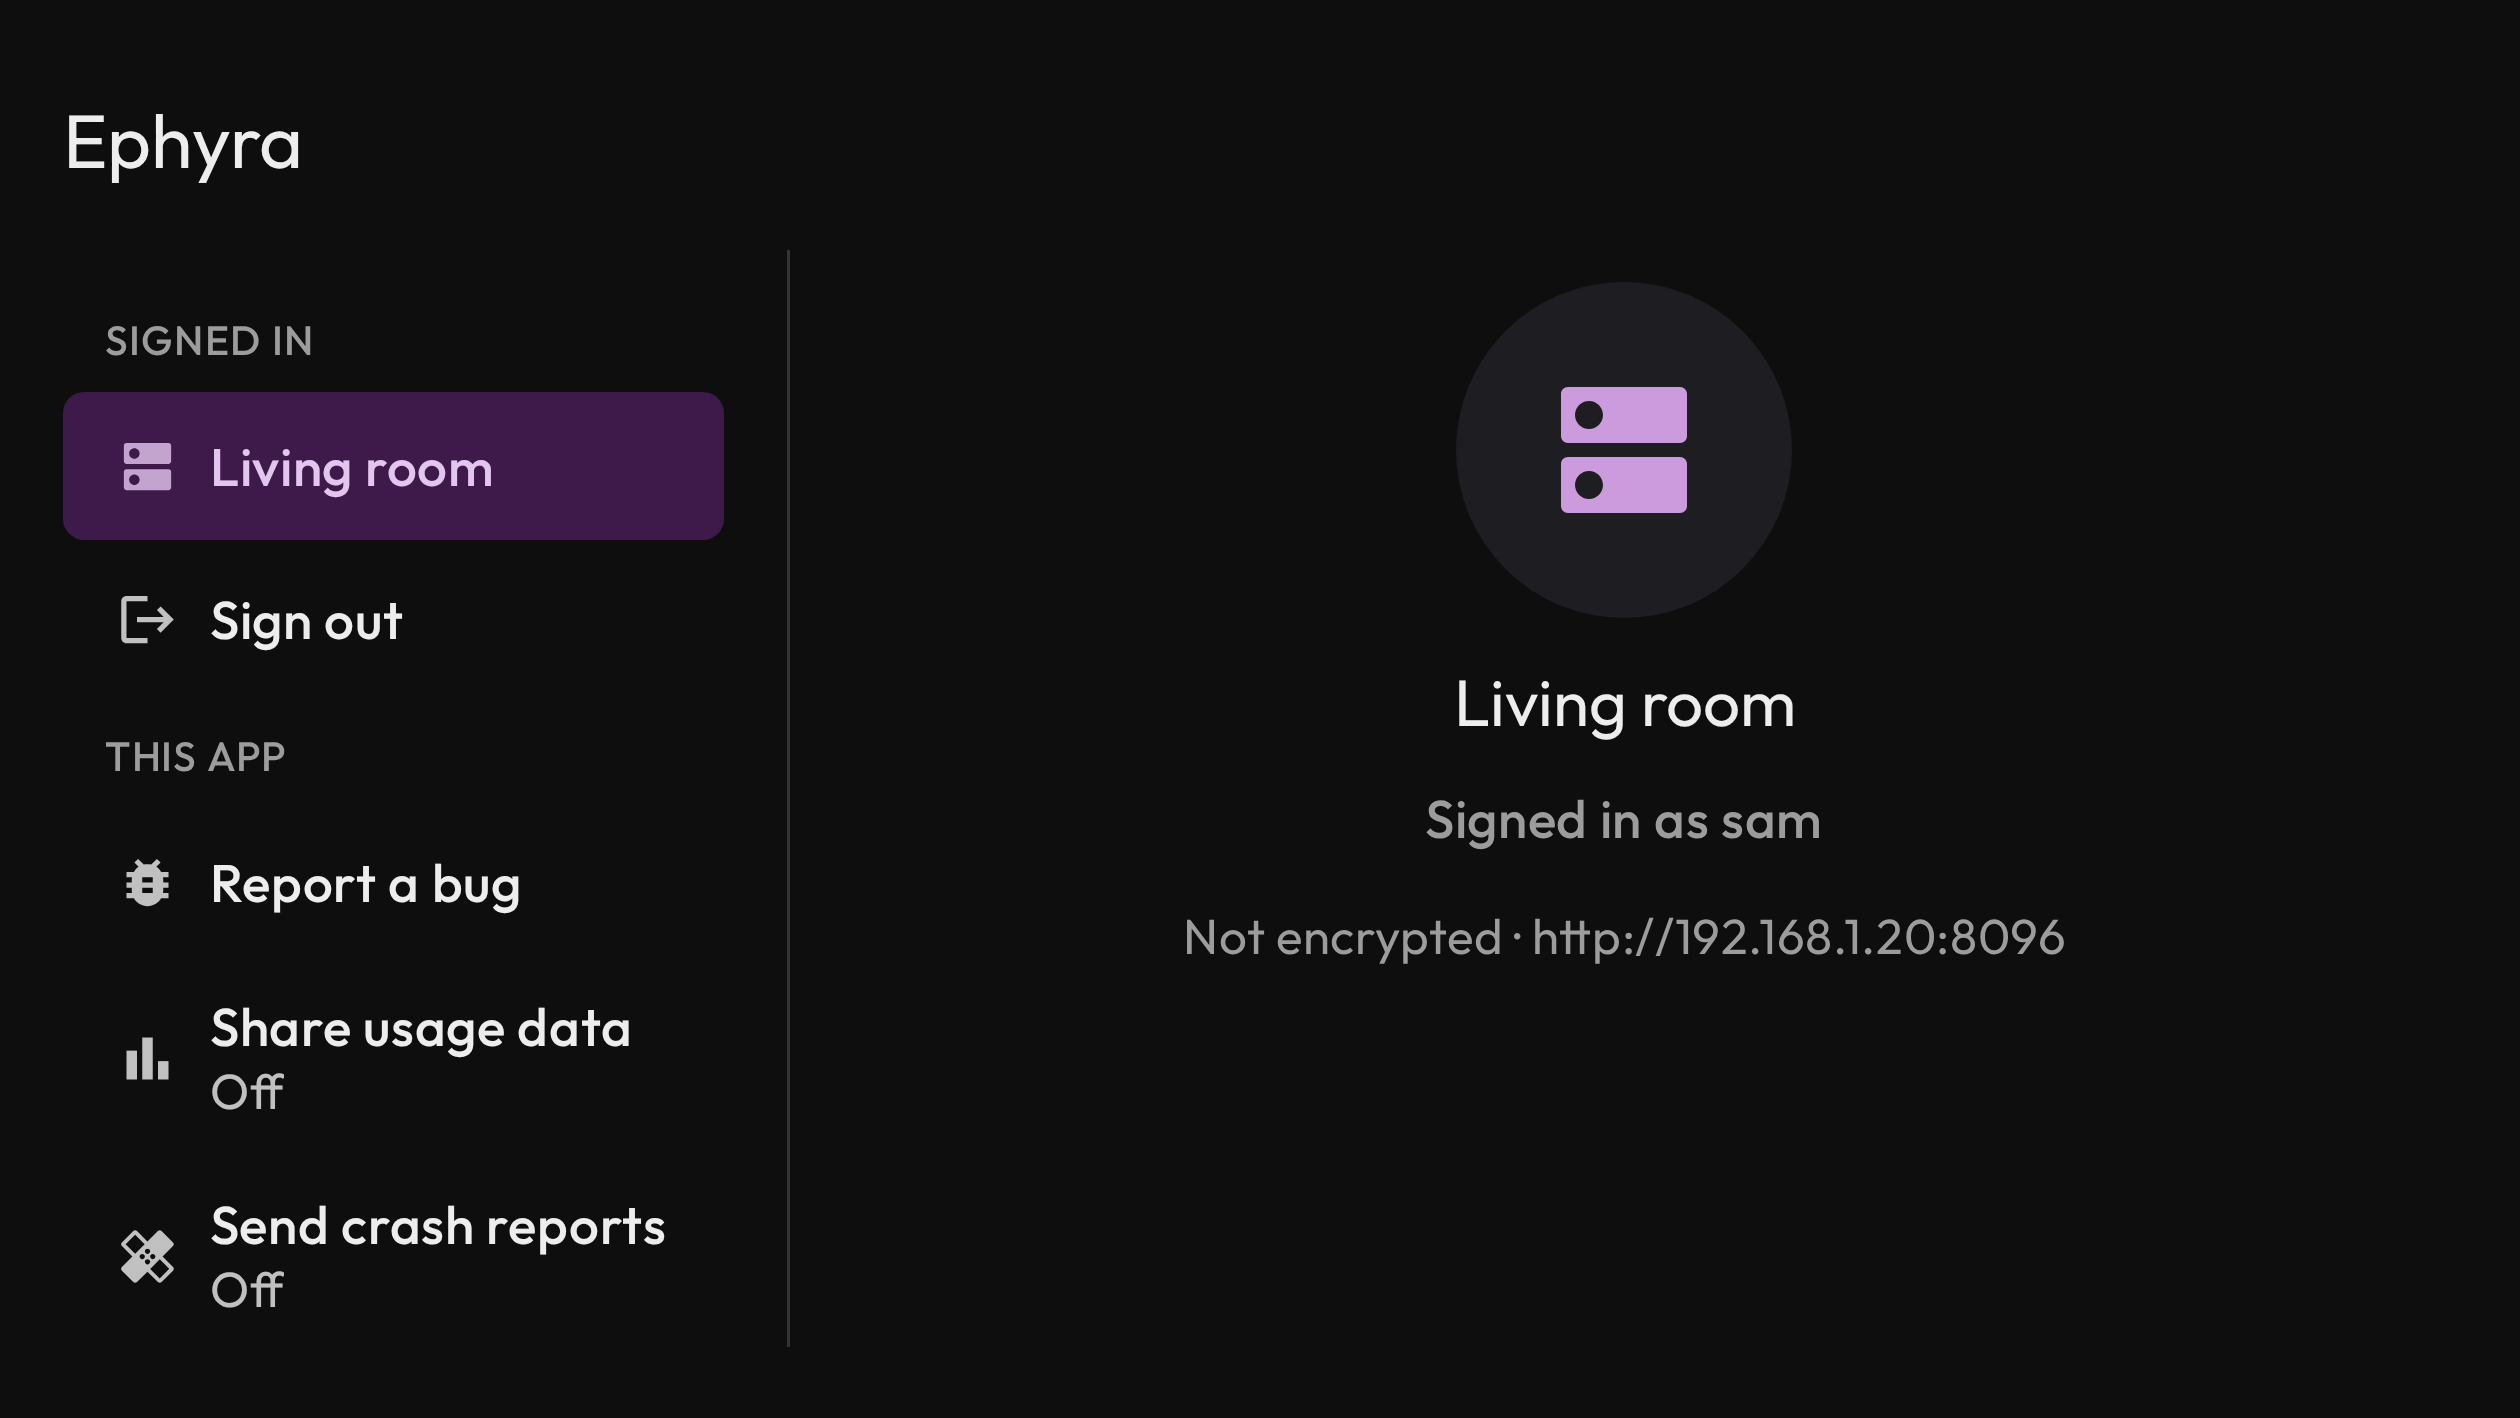 Ephyra
SIGNED IN
Living room
Sign out
THIS APP
Report a bug
Share usage data
Off
Send crash reports
Off
Living room
Signed in as sam
Not encrypted · http://192.168.1.20:8096